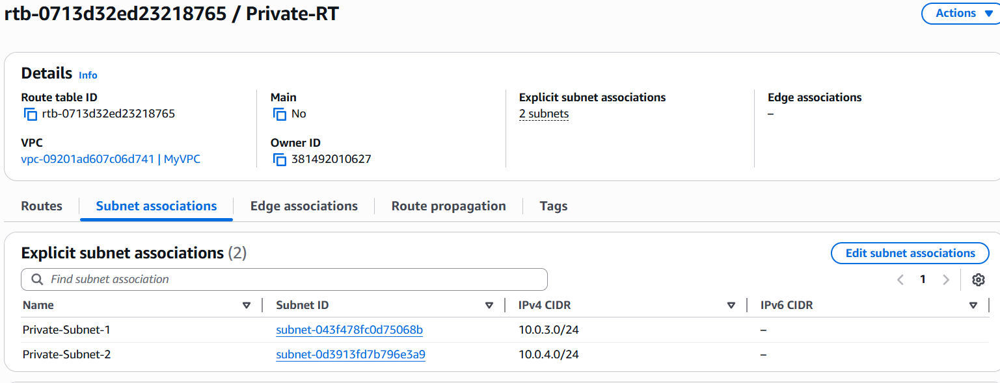 rtb-0713d32ed23218765 / Private-RT
Actions
Details Info
Route table ID
rtb-0713d32ed23218765
Main
No
Explicit subnet associations
2 subnets
Edge associations
–
VPC
vpc-09201ad607c06d741 | MyVPC
Owner ID
381492010627
Routes Subnet associations Edge associations Route propagation Tags
Explicit subnet associations (2)
Edit subnet associations
Find subnet association
1
Name Subnet ID IPv4 CIDR IPv6 CIDR
Private-Subnet-1 subnet-043f478fc0d75068b 10.0.3.0/24 –
Private-Subnet-2 subnet-0d3913fd7b796e3a9 10.0.4.0/24 –